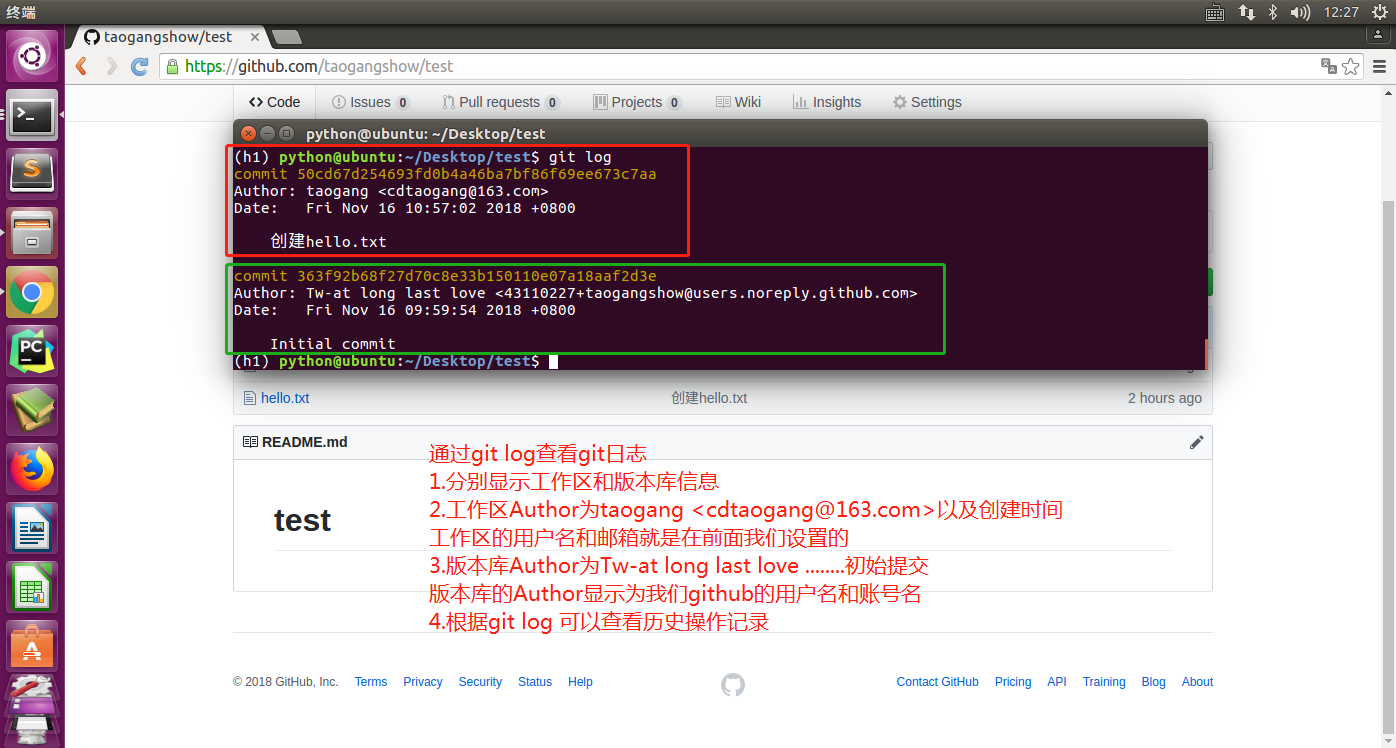 终端
12:27
taogangshow/test
https://github.com/taogangshow/test
Code
Issues 0
Pull requests 0
Projects 0
Wiki
Insights
Settings
python@ubuntu: ~/Desktop/test
(h1) python@ubuntu:~/Desktop/test$ git log
commit 50cd67d254693fd0b4a46ba7bf86f69ee673c7aa
Author: taogang <cdtaogang@163.com>
Date:   Fri Nov 16 10:57:02 2018 +0800
创建hello.txt
commit 363f92b68f27d70c8e33b150110e07a18aaf2d3e
Author: Tw-at long last love <43110227+taogangshow@users.noreply.github.com>
Date:   Fri Nov 16 09:59:54 2018 +0800
Initial commit
(h1) python@ubuntu:~/Desktop/test$
hello.txt 创建hello.txt 2 hours ago
README.md
test
通过git log查看git日志
1.分别显示工作区和版本库信息
2.工作区Author为taogang <cdtaogang@163.com>以及创建时间
工作区的用户名和邮箱就是在前面我们设置的
3.版本库Author为Tw-at long last love ........初始提交
版本库的Author显示为我们github的用户名和账号名
4.根据git log 可以查看历史操作记录
© 2018 GitHub, Inc. Terms Privacy Security Status Help
Contact GitHub Pricing API Training Blog About